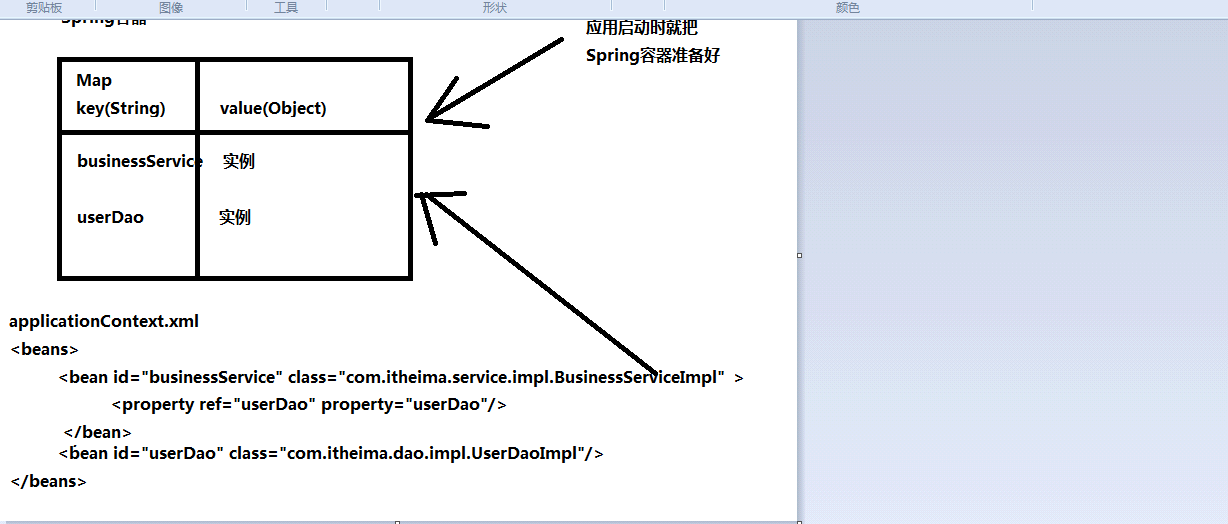 剪贴板 图像 工具 形状 颜色
Spring容器
应用启动时就把
Spring容器准备好
Map
key(String) value(Object)
businessService 实例
userDao 实例
applicationContext.xml
<beans>
<bean id="businessService" class="com.itheima.service.impl.BusinessServiceImpl" >
<property ref="userDao" property="userDao"/>
</bean>
<bean id="userDao" class="com.itheima.dao.impl.UserDaoImpl"/>
</beans>